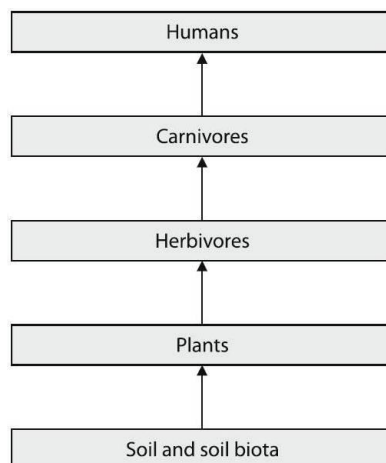 Humans
Carnivores
Herbivores
Plants
Soil and soil biota